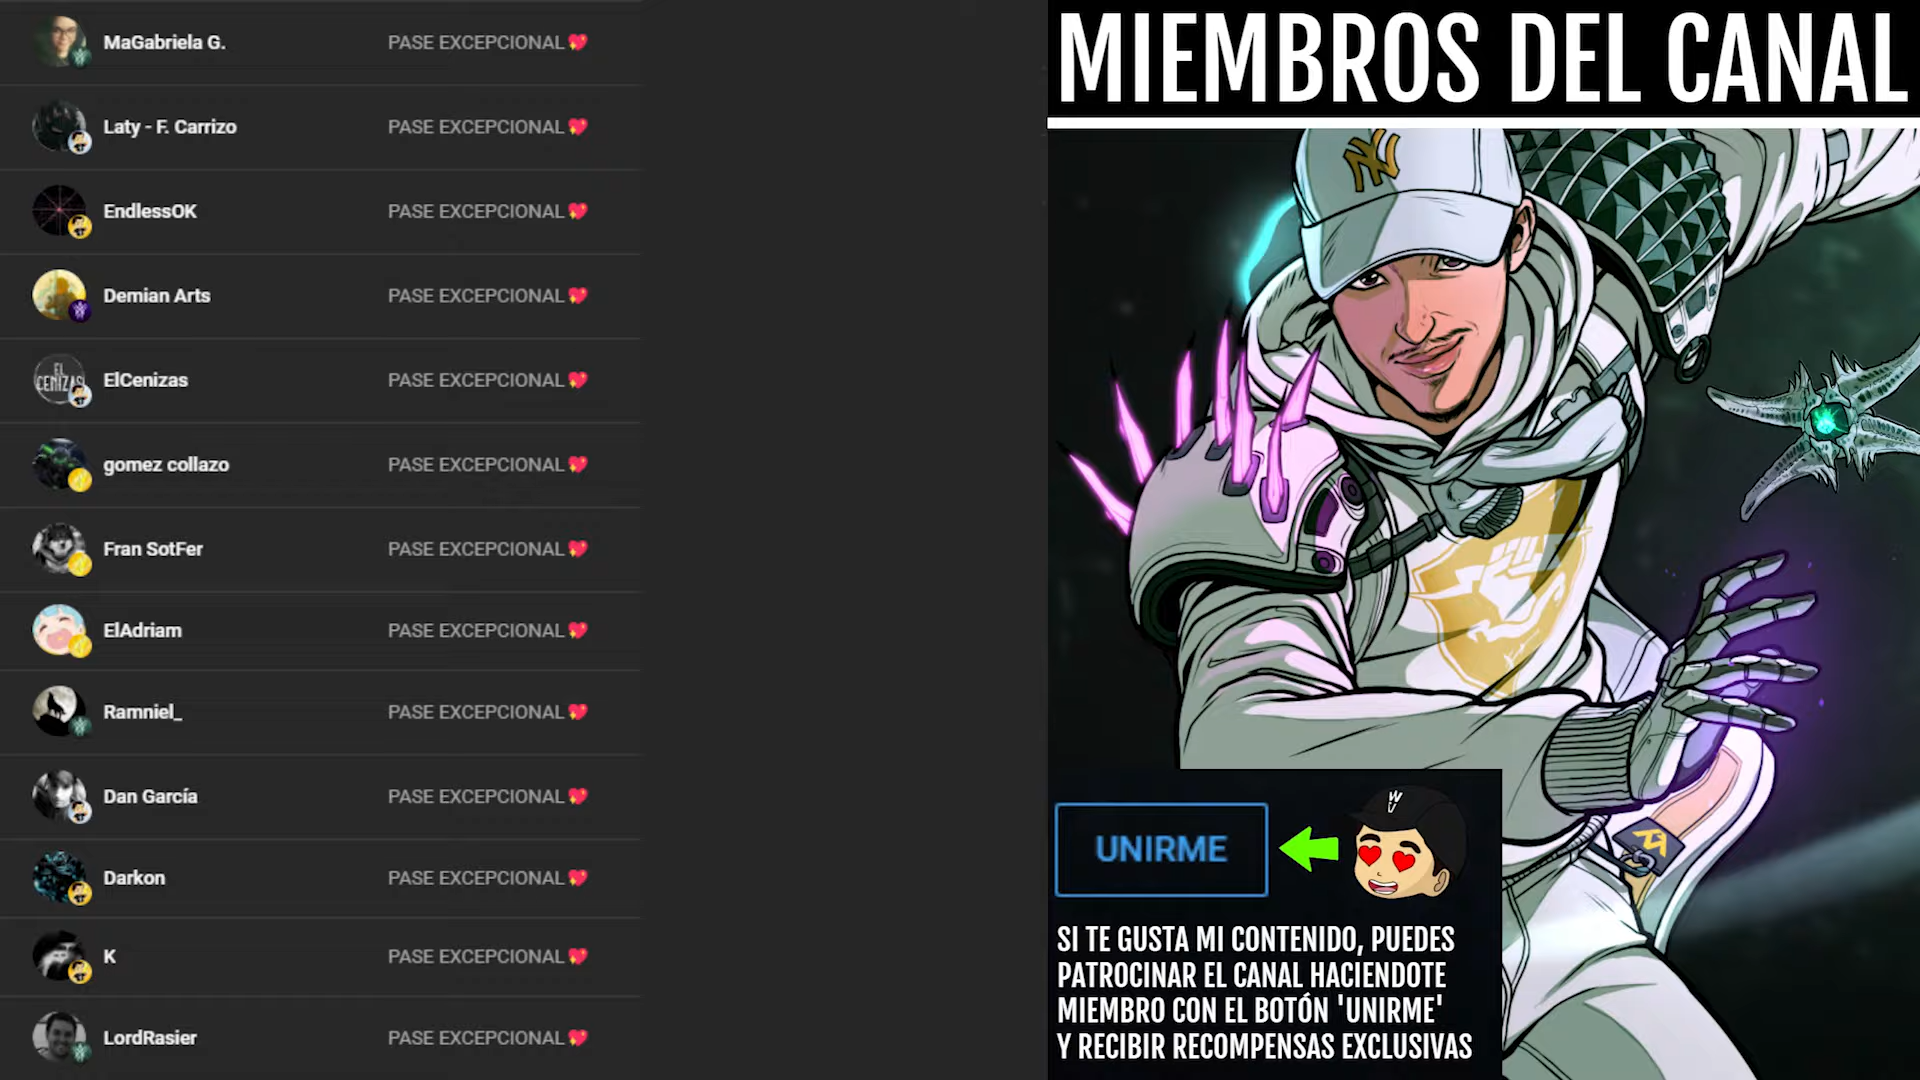 MaGabriela G. PASE EXCEPCIONAL💖
Laty - F. Carrizo PASE EXCEPCIONAL💖
EndlessOK PASE EXCEPCIONAL💖
Demian Arts PASE EXCEPCIONAL💖
EL
CENIZAS
ElCenizas PASE EXCEPCIONAL💖
gomez collazo PASE EXCEPCIONAL💖
Fran SotFer PASE EXCEPCIONAL💖
ElAdriam PASE EXCEPCIONAL💖
Ramniel_ PASE EXCEPCIONAL💖
Dan García PASE EXCEPCIONAL💖
Darkon PASE EXCEPCIONAL💖
K PASE EXCEPCIONAL💖
LordRasier PASE EXCEPCIONAL💖
MIEMBROS DEL CANAL
NY
UNIRME
W
SI TE GUSTA MI CONTENIDO, PUEDES
PATROCINAR EL CANAL HACIENDOTE
MIEMBRO CON EL BOTÓN 'UNIRME'
Y RECIBIR RECOMPENSAS EXCLUSIVAS